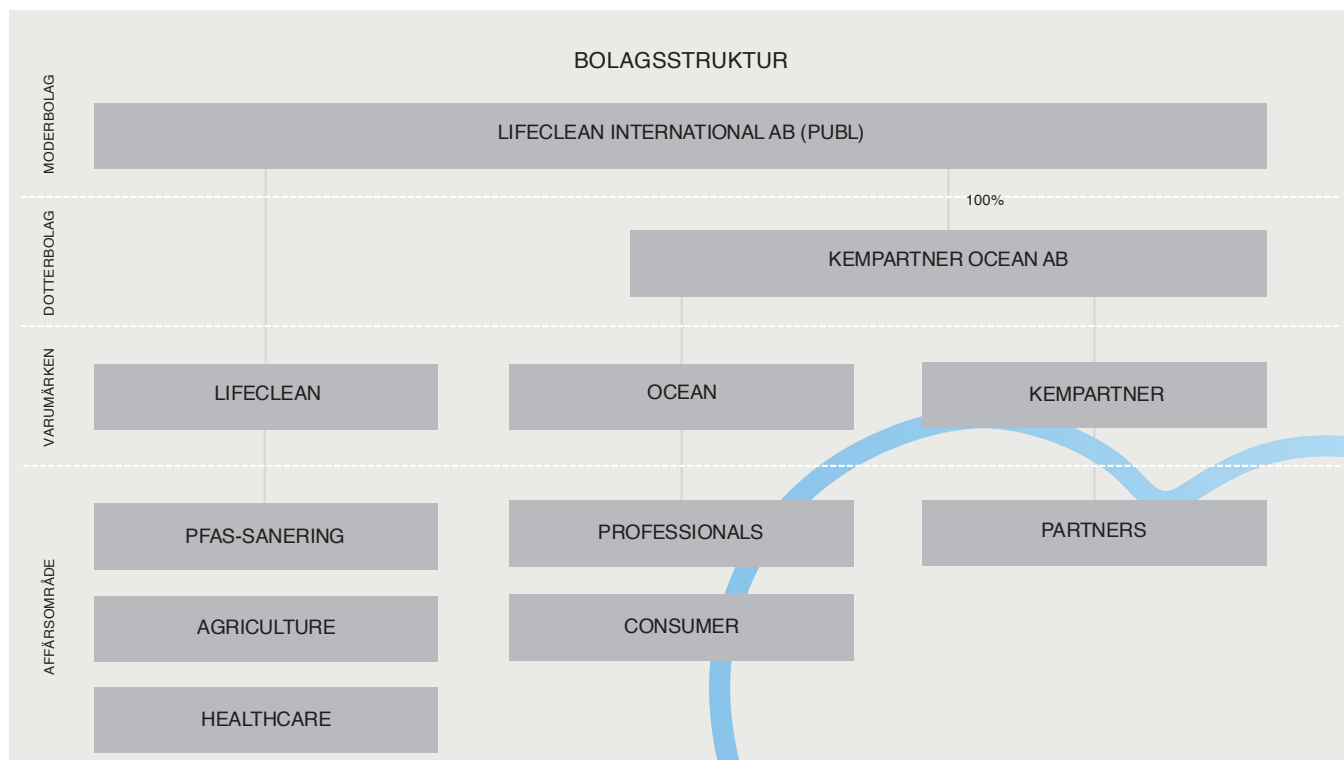 BOLAGSSTRUKTUR
MODERBOLAG
LIFECLEAN INTERNATIONAL AB (PUBL)
100%
DOTTERBOLAG
KEMPARTNER OCEAN AB
VARUMÄRKEN
LIFECLEAN
OCEAN
KEMPARTNER
AFFÄRSOMRÅDE
PFAS-SANERING
PROFESSIONALS
PARTNERS
AGRICULTURE
CONSUMER
HEALTHCARE